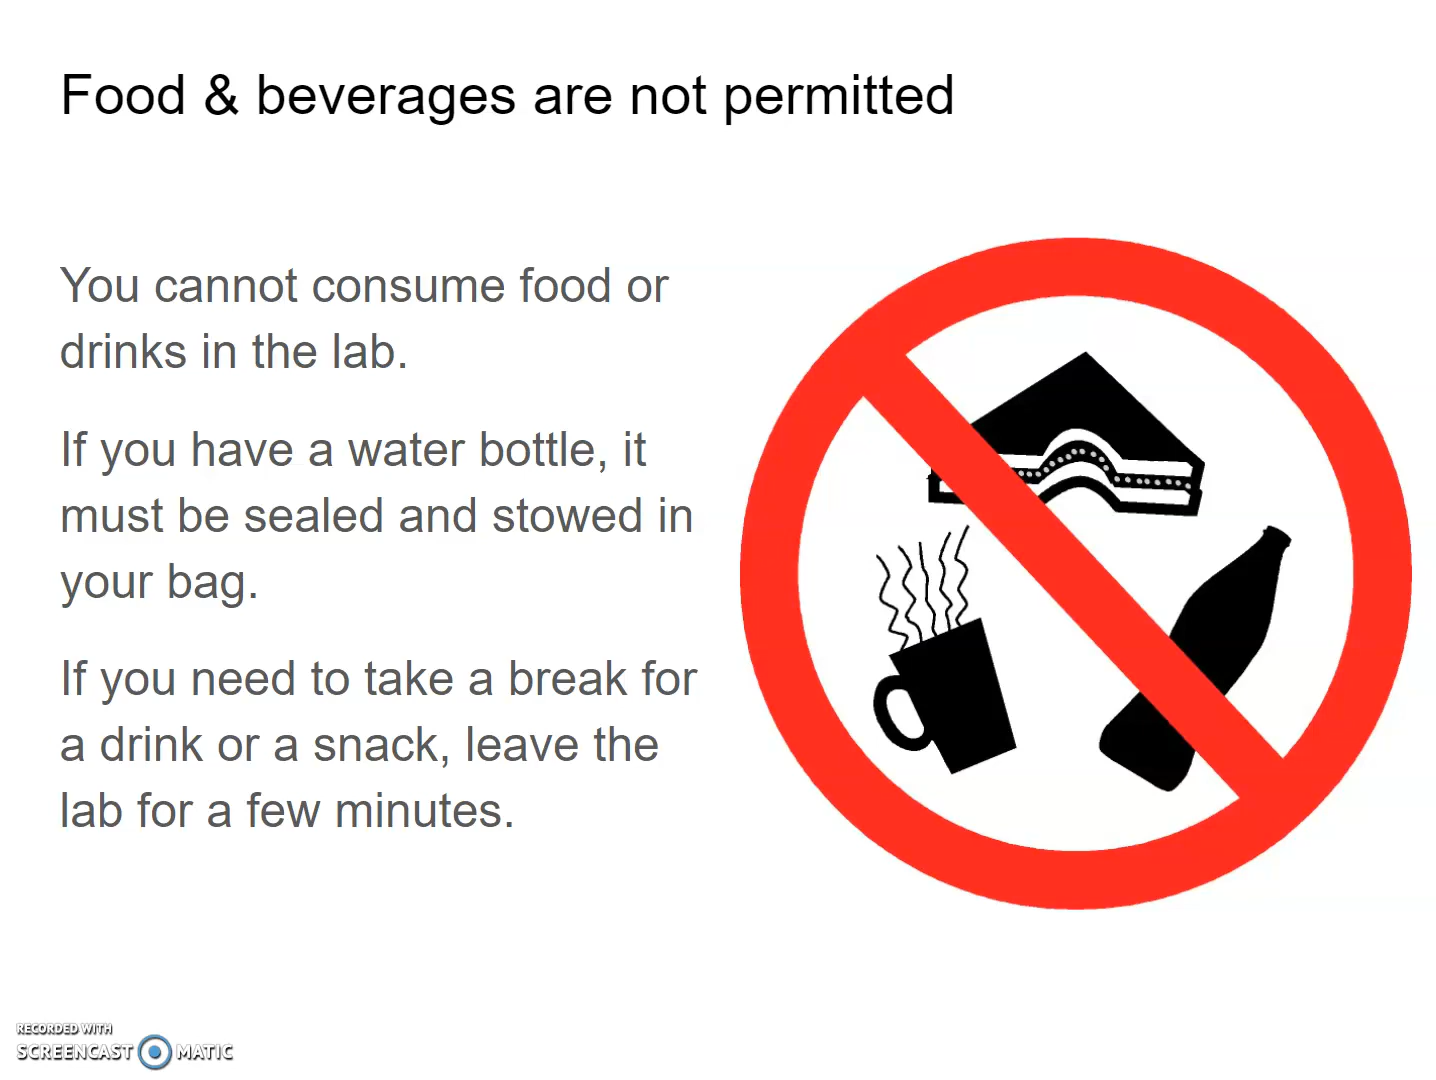 Food & beverages are not permitted
You cannot consume food or
drinks in the lab.
If you have a water bottle, it
must be sealed and stowed in
your bag.
If you need to take a break for
a drink or a snack, leave the
lab for a few minutes.
RECORDED WITH
SCREENCAST MATIC